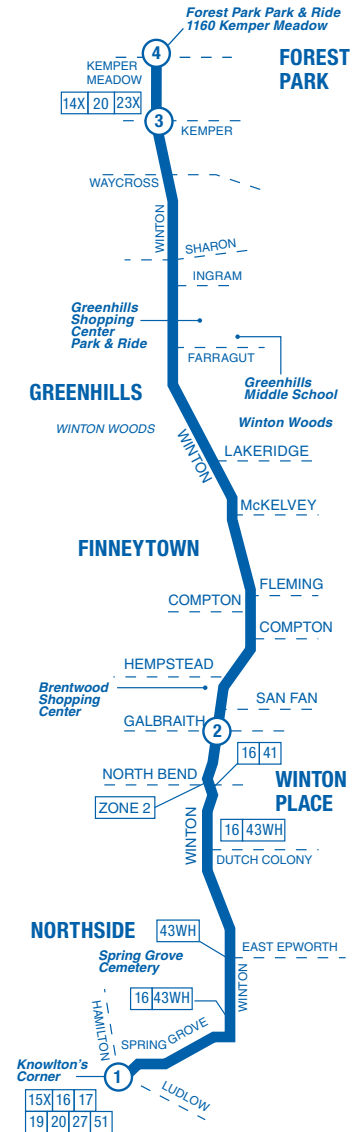 Forest Park Park & Ride
1160 Kemper Meadow
4
FOREST
PARK
KEMPER
MEADOW
14X 20 23X
3
KEMPER
WAYCROSS
WINTON
SHARON
INGRAM
Greenhills
Shopping
Center
Park & Ride
FARRAGUT
Greenhills
Middle School
GREENHILLS
Winton Woods
WINTON WOODS
WINTON
LAKERIDGE
McKELVEY
FINNEYTOWN
FLEMING
COMPTON
COMPTON
HEMPSTEAD
Brentwood
Shopping
Center
SAN FAN
GALBRAITH
2
16 41
NORTH BEND
WINTON
PLACE
ZONE 2
16 43WH
WINTON
DUTCH COLONY
NORTHSIDE
43WH
EAST EPWORTH
Spring Grove
Cemetery
WINTON
16 43WH
HAMILTON
SPRING GROVE
Knowlton's
Corner
1
LUDLOW
15X 16 17
19 20 27 51